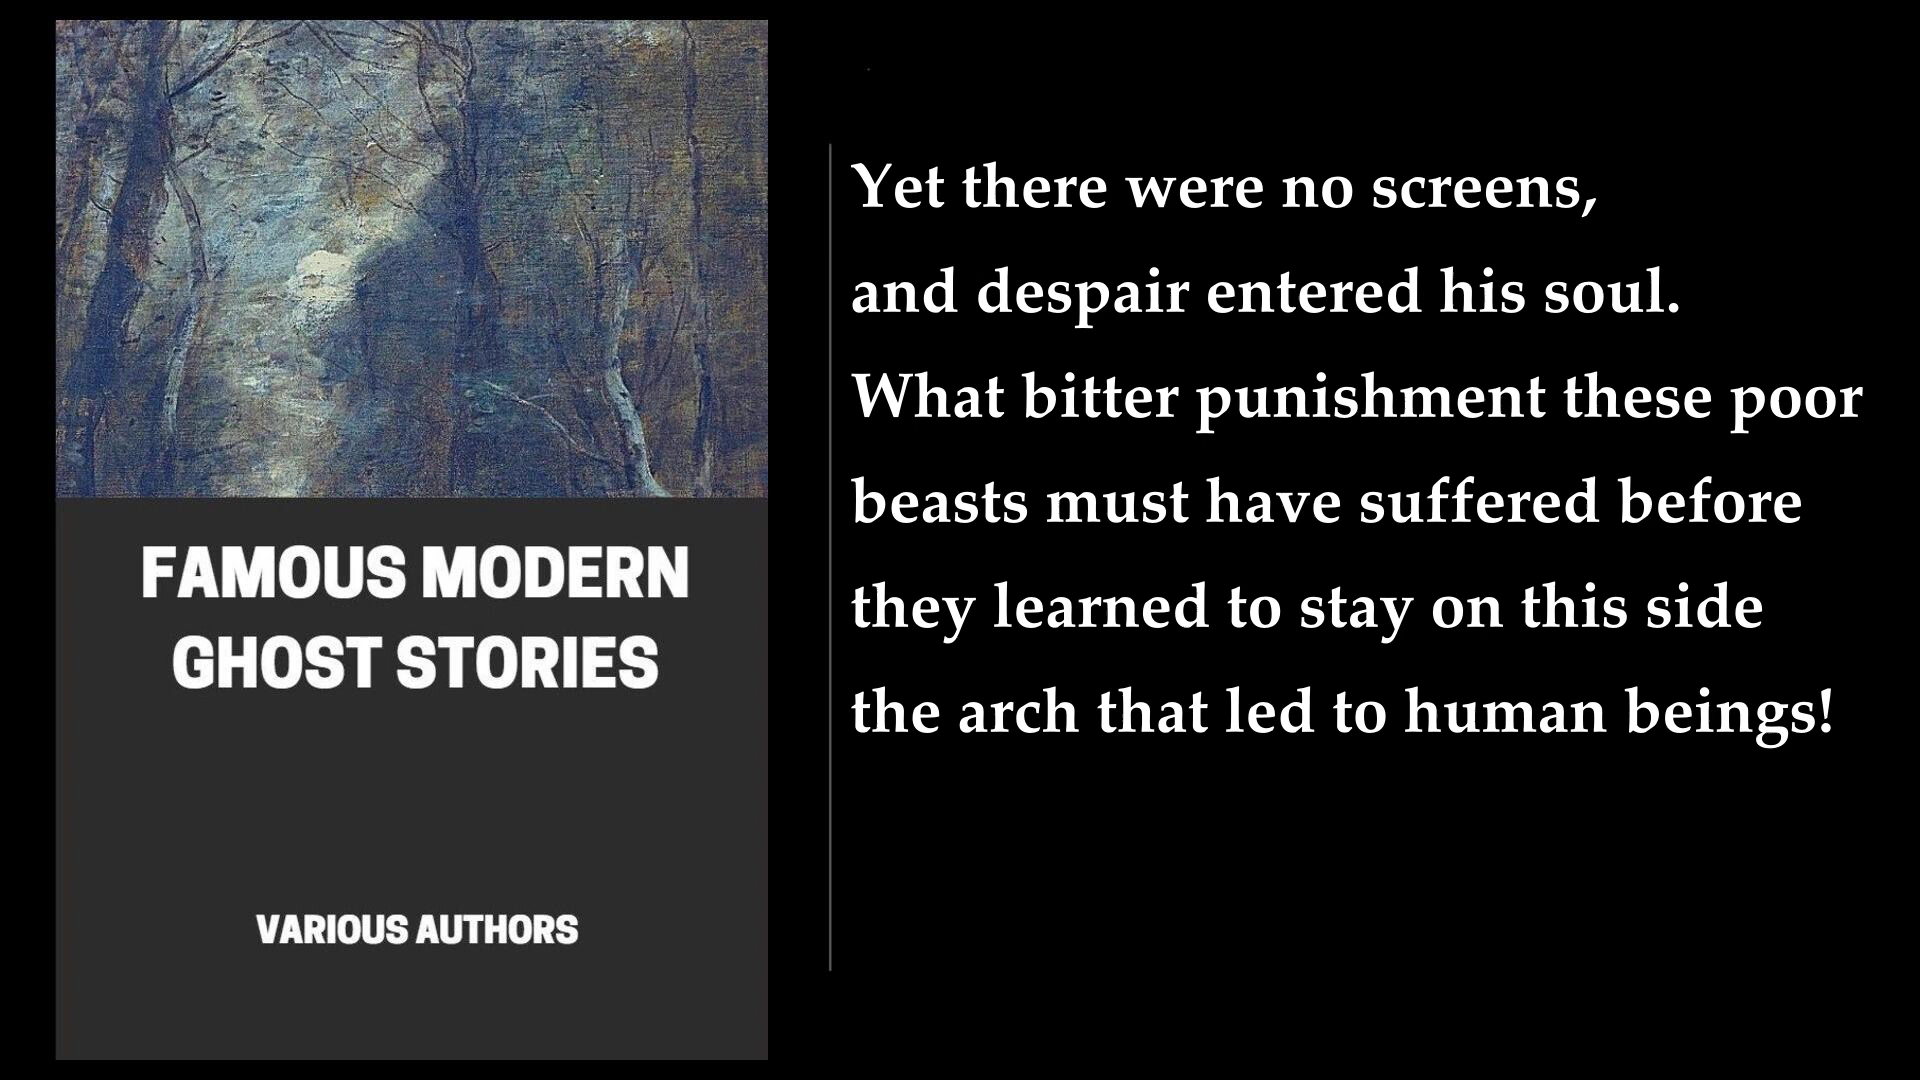 FAMOUS MODERN
GHOST STORIES
VARIOUS AUTHORS
Yet there were no screens,
and despair entered his soul.
What bitter punishment these poor
beasts must have suffered before
they learned to stay on this side
the arch that led to human beings!